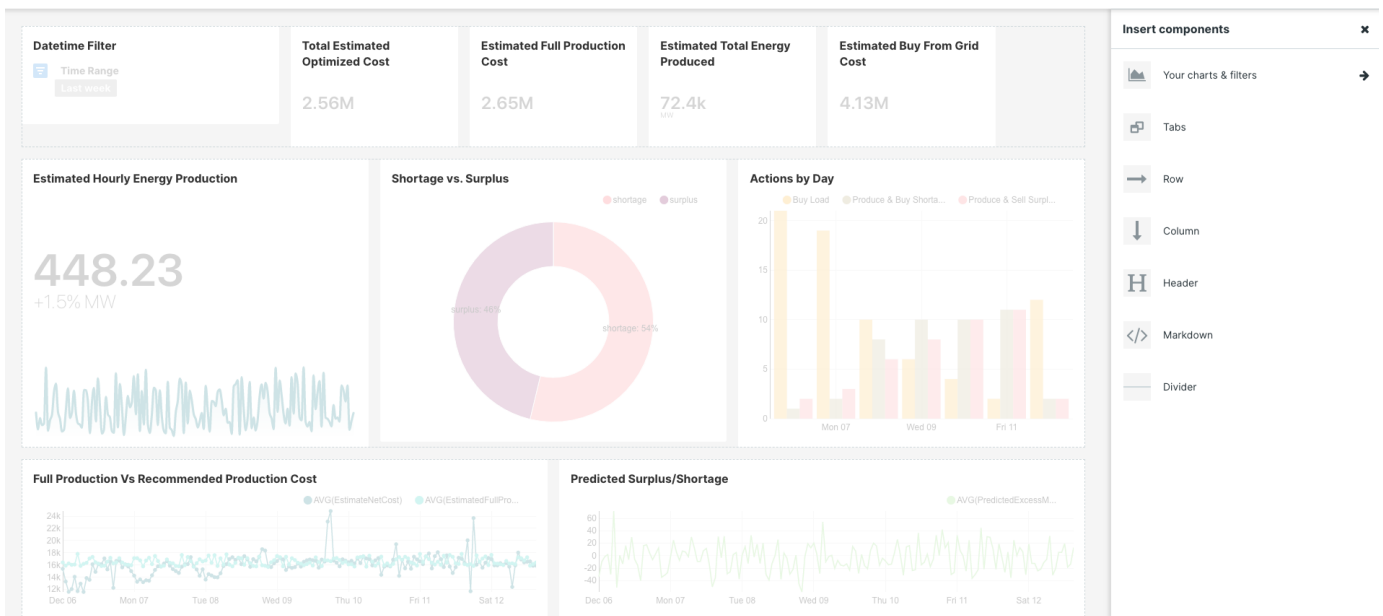 Datetime Filter
Time Range
Last week
Total Estimated
Optimized Cost
2.56M
Estimated Full Production
Cost
2.65M
Estimated Total Energy
Produced
72.4k
MW
Estimated Buy From Grid
Cost
4.13M
Estimated Hourly Energy Production
448.23
+1.5% MW
Shortage vs. Surplus
shortage surplus
surplus; 46%
shortage; 54%
Actions by Day
Buy Load Produce & Buy Shorta... Produce & Sell Surpl...
20
15
10
5
0
Mon 07 Wed 09 Fri 11
Full Production Vs Recommended Production Cost
AVG(EstimateNetCost) AVG(EstimatedFullPro...
24k
22k
20k
18k
16k
14k
12k
Dec 06 Mon 07 Tue 08 Wed 09 Thu 10 Fri 11 Sat 12
Predicted Surplus/Shortage
AVG(PredictedExcessM...
60
40
20
0
-20
-40
Dec 06 Mon 07 Tue 08 Wed 09 Thu 10 Fri 11 Sat 12
Insert components
Your charts & filters
Tabs
Row
Column
H Header
</> Markdown
Divider